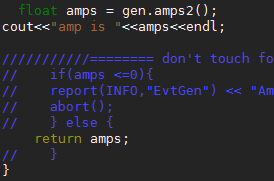 float amps = gen.amps2();
cout<<"amp is "<<amps<<endl;
///////////======== don't touch fo
// if(amps <=0){
// report(INFO,"EvtGen") << "Am
// abort();
// } else {
return amps;
// }
}